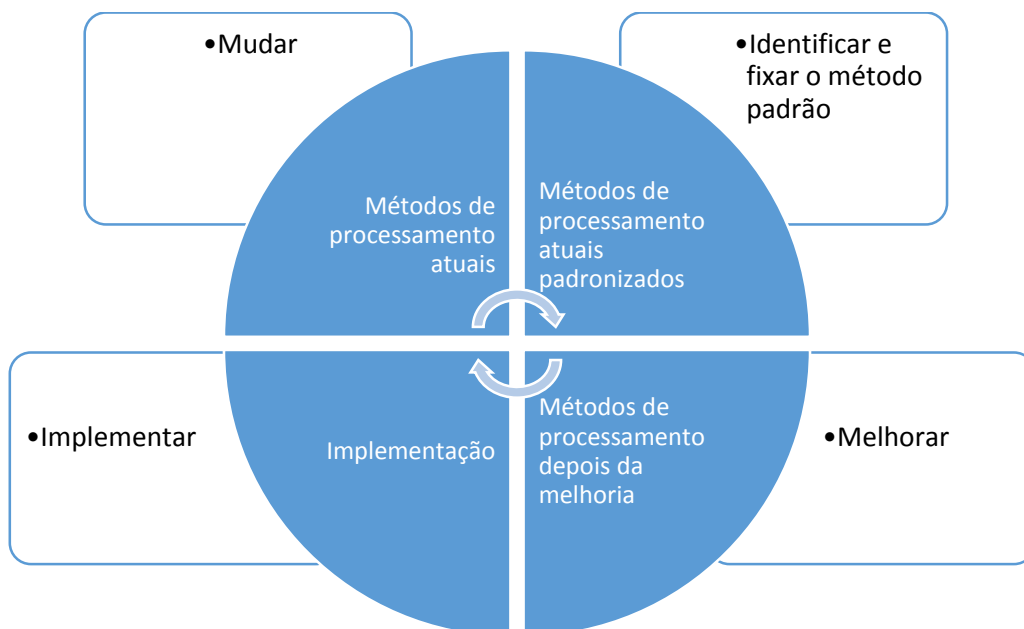 •Mudar
•Identificar e
fixar o método
padrão
Métodos de
processamento
atuais
Métodos de
processamento
atuais
padronizados
•Implementar
Implementação
Métodos de
processamento
depois da
melhoria
•Melhorar